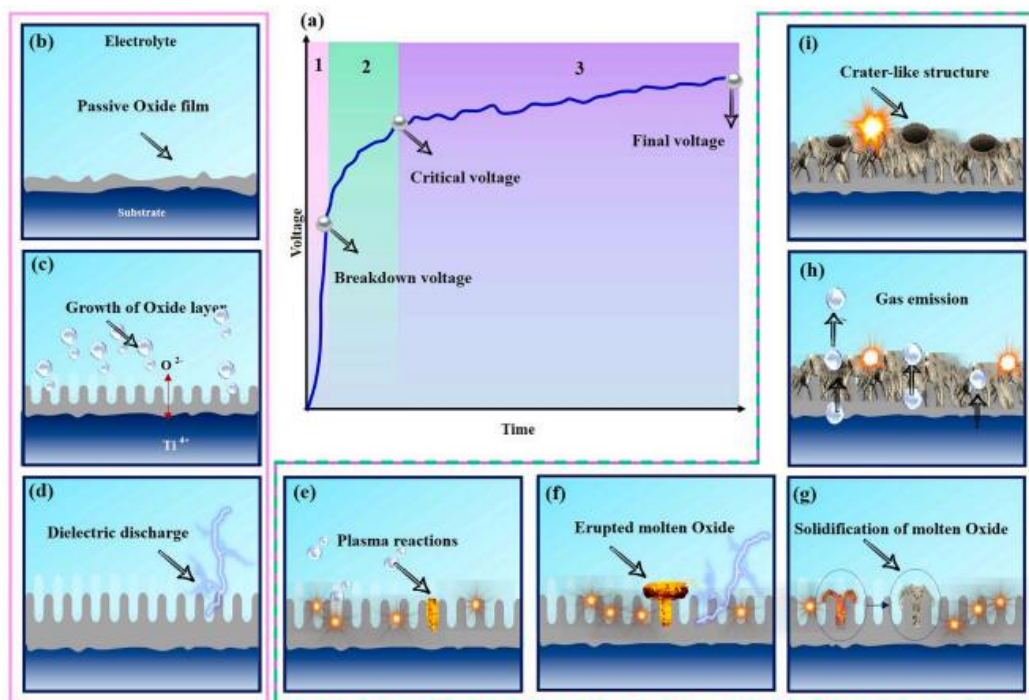 (a)
1
2
3
Final voltage
Critical voltage
Breakdown voltage
Voltage
Time
(b)
Electrolyte
Passive Oxide film
Substrate
(c)
Growth of Oxide layer
O 2-
Ti 4+
(d)
Dielectric discharge
(e)
Plasma reactions
(f)
Erupted molten Oxide
(g)
Solidification of molten Oxide
(h)
Gas emission
(i)
Crater-like structure